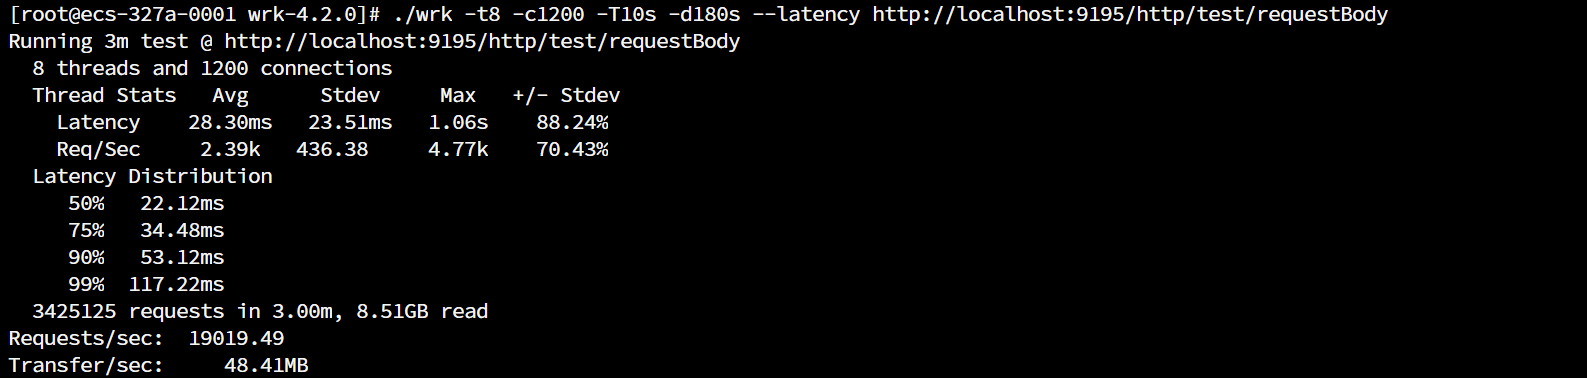 [root@ecs-327a-0001 wrk-4.2.0]# ./wrk -t8 -c1200 -T10s -d180s --latency http://localhost:9195/http/test/requestBody
Running 3m test @ http://localhost:9195/http/test/requestBody
  8 threads and 1200 connections
  Thread Stats   Avg      Stdev     Max   +/- Stdev
    Latency    28.30ms   23.51ms   1.06s    88.24%
    Req/Sec     2.39k   436.38     4.77k    70.43%
  Latency Distribution
     50%   22.12ms
     75%   34.48ms
     90%   53.12ms
     99%  117.22ms
  3425125 requests in 3.00m, 8.51GB read
Requests/sec:  19019.49
Transfer/sec:     48.41MB